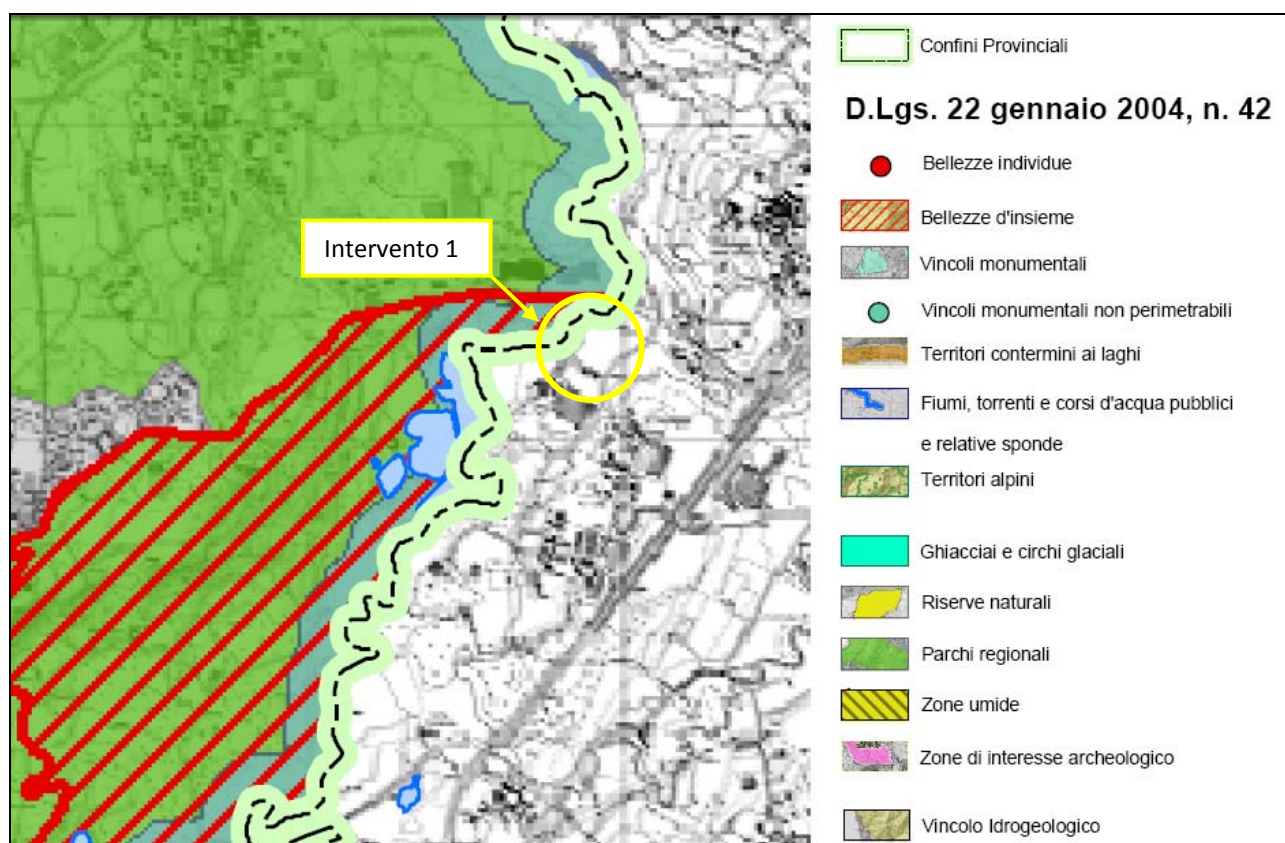 Intervento 1
Confini Provinciali
D.Lgs. 22 gennaio 2004, n. 42
Bellezze individue
Bellezze d'insieme
Vincoli monumentali
Vincoli monumentali non perimetrabili
Territori contermini ai laghi
Fiumi, torrenti e corsi d'acqua pubblici
e relative sponde
Territori alpini
Ghiacciai e circhi glaciali
Riserve naturali
Parchi regionali
Zone umide
Zone di interesse archeologico
Vincolo Idrogeologico